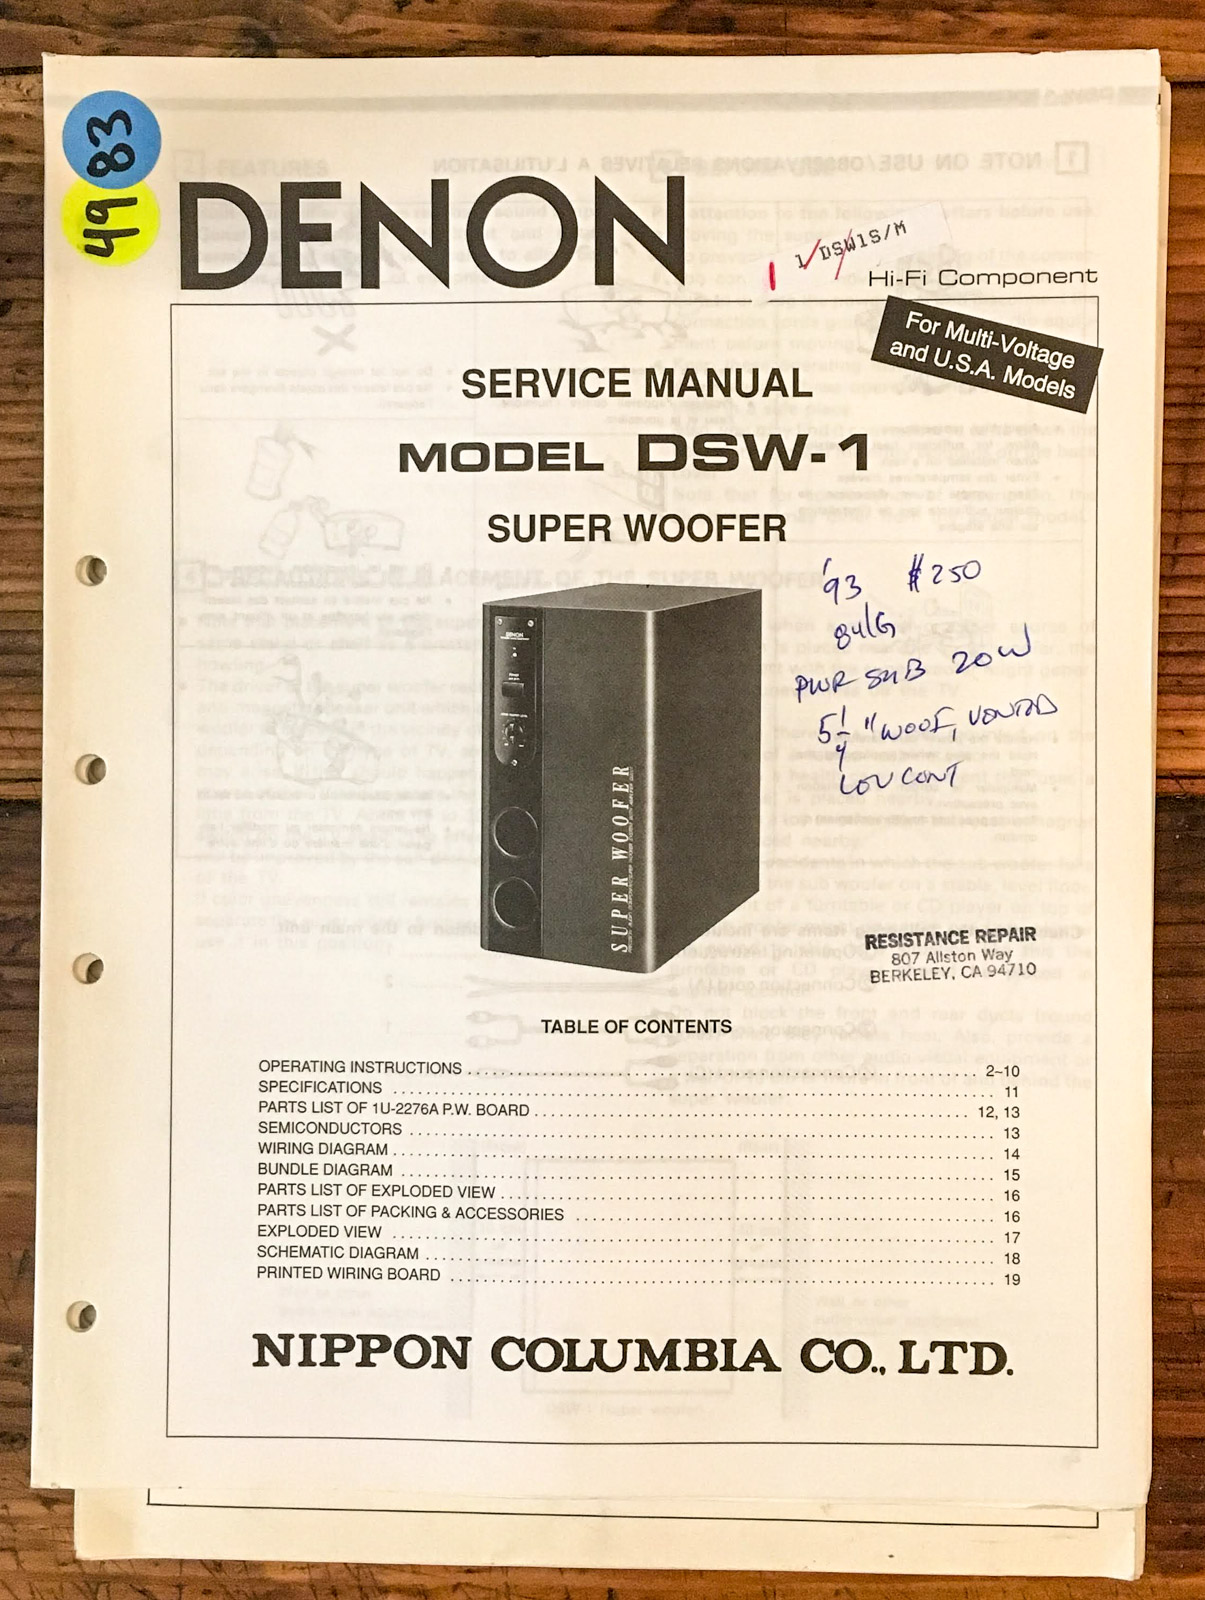 83
49
DENON
1/DSW1S/M
Hi-Fi Component
For Multi-Voltage
and U.S.A. Models
SERVICE MANUAL
MODEL DSW-1
SUPER WOOFER
'93 $250
PWR SUB 20W
5 1/4 "WOOF, VENTED
LOU CONT
DENON
SUPER WOOFER
RESISTANCE REPAIR
807 Allston Way
BERKELEY, CA 94710
TABLE OF CONTENTS
OPERATING INSTRUCTIONS 2~10
SPECIFICATIONS 11
PARTS LIST OF 1U-2276A P.W. BOARD 12, 13
SEMICONDUCTORS 13
WIRING DIAGRAM 14
BUNDLE DIAGRAM 15
PARTS LIST OF EXPLODED VIEW 16
PARTS LIST OF PACKING & ACCESSORIES 16
EXPLODED VIEW 17
SCHEMATIC DIAGRAM 18
PRINTED WIRING BOARD 19
NIPPON COLUMBIA CO., LTD.